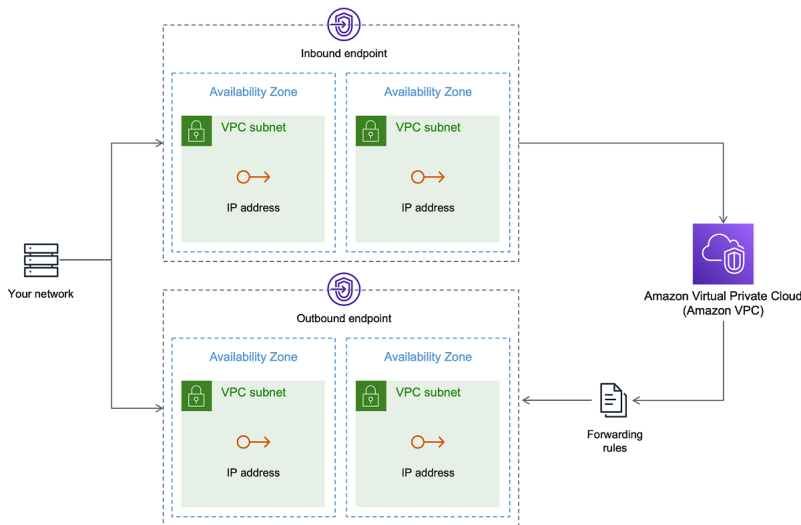 Inbound endpoint
Availability Zone
Availability Zone
VPC subnet
VPC subnet
IP address
IP address
Your network
Amazon Virtual Private Cloud
(Amazon VPC)
Outbound endpoint
Availability Zone
Availability Zone
VPC subnet
VPC subnet
IP address
IP address
Forwarding
rules